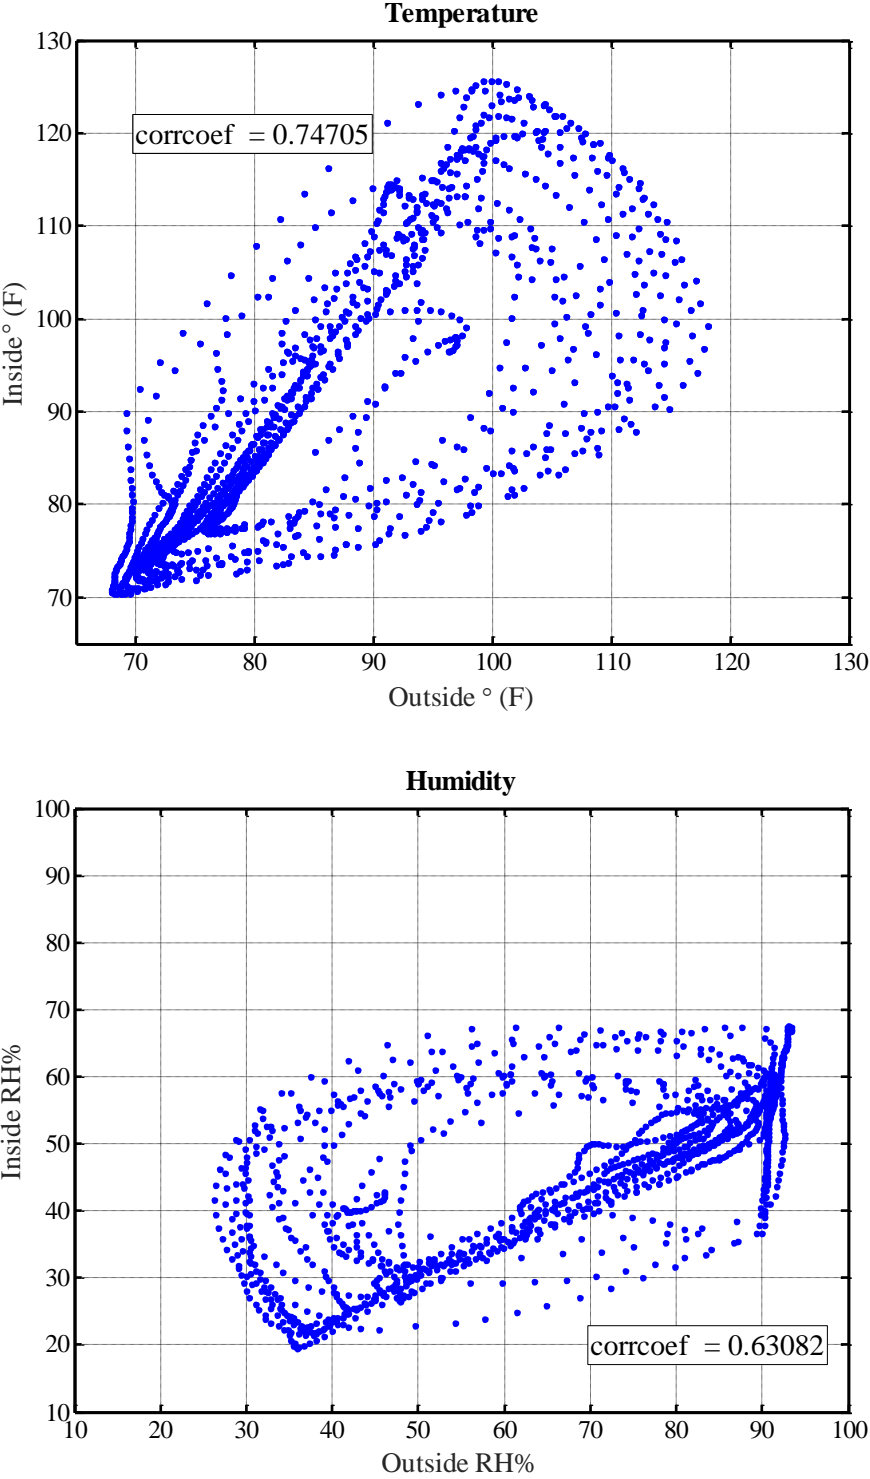 Temperature
130
120
110
100
90
80
70
corrcoef = 0.74705
Inside° (F)
70 80 90 100 110 120 130
Outside ° (F)
Humidity
100
90
80
70
60
50
40
30
20
10
Inside RH%
corrcoef = 0.63082
10 20 30 40 50 60 70 80 90 100
Outside RH%